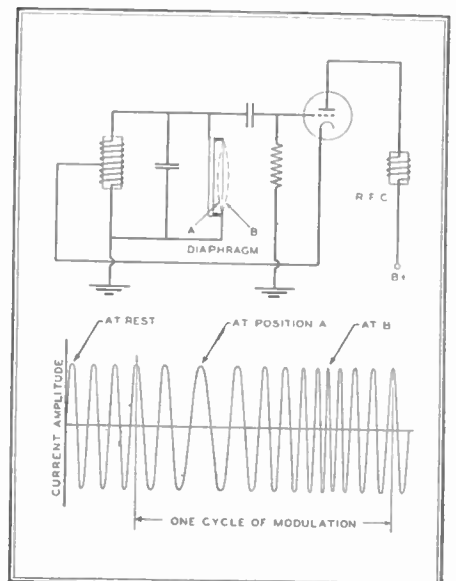 A
B
DIAPHRAGM
R F C
B+
AT REST
AT POSITION A
AT B
CURRENT AMPLITUDE
ONE CYCLE OF MODULATION